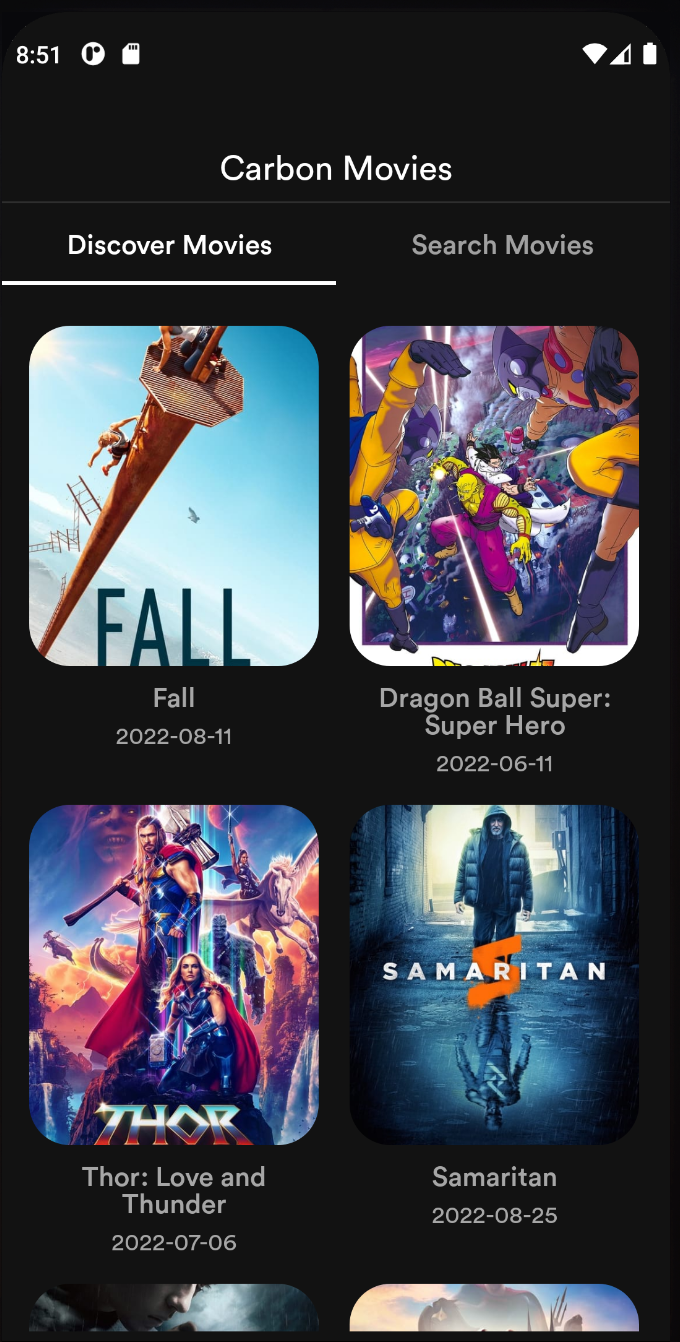 8:51
Carbon Movies
Discover Movies
Search Movies
FALL
Fall
2022-08-11
Dragon Ball Super:
Super Hero
2022-06-11
THOR
SAMARITAN
Thor: Love and
Thunder
2022-07-06
Samaritan
2022-08-25